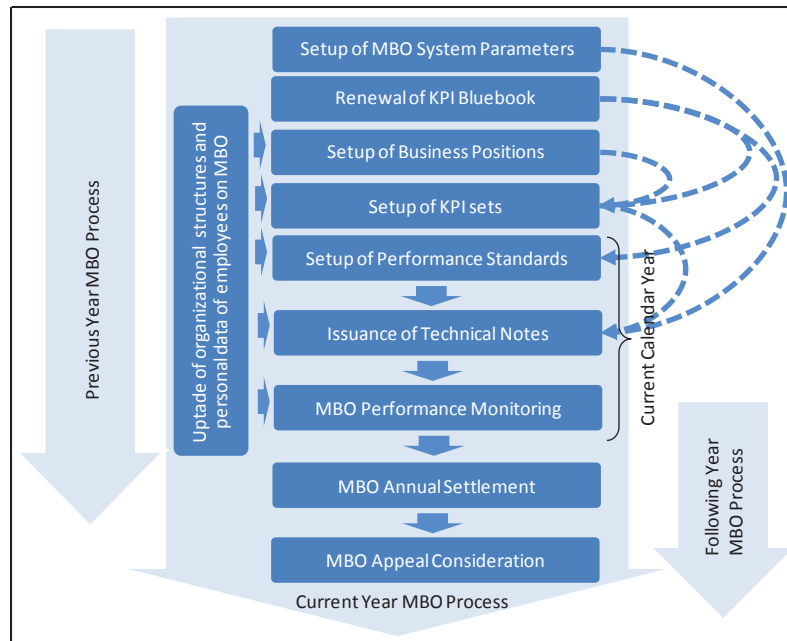 Setup of MBO System Parameters
Renewal of KPI Bluebook
Setup of Business Positions
Setup of KPI sets
Setup of Performance Standards
Issuance of Technical Notes
MBO Performance Monitoring
MBO Annual Settlement
MBO Appeal Consideration
Current Year MBO Process
Previous Year MBO Process
Uptade of organizational structures and
personal data of employees on MBO
Current Calendar Year
Following Year
MBO Process